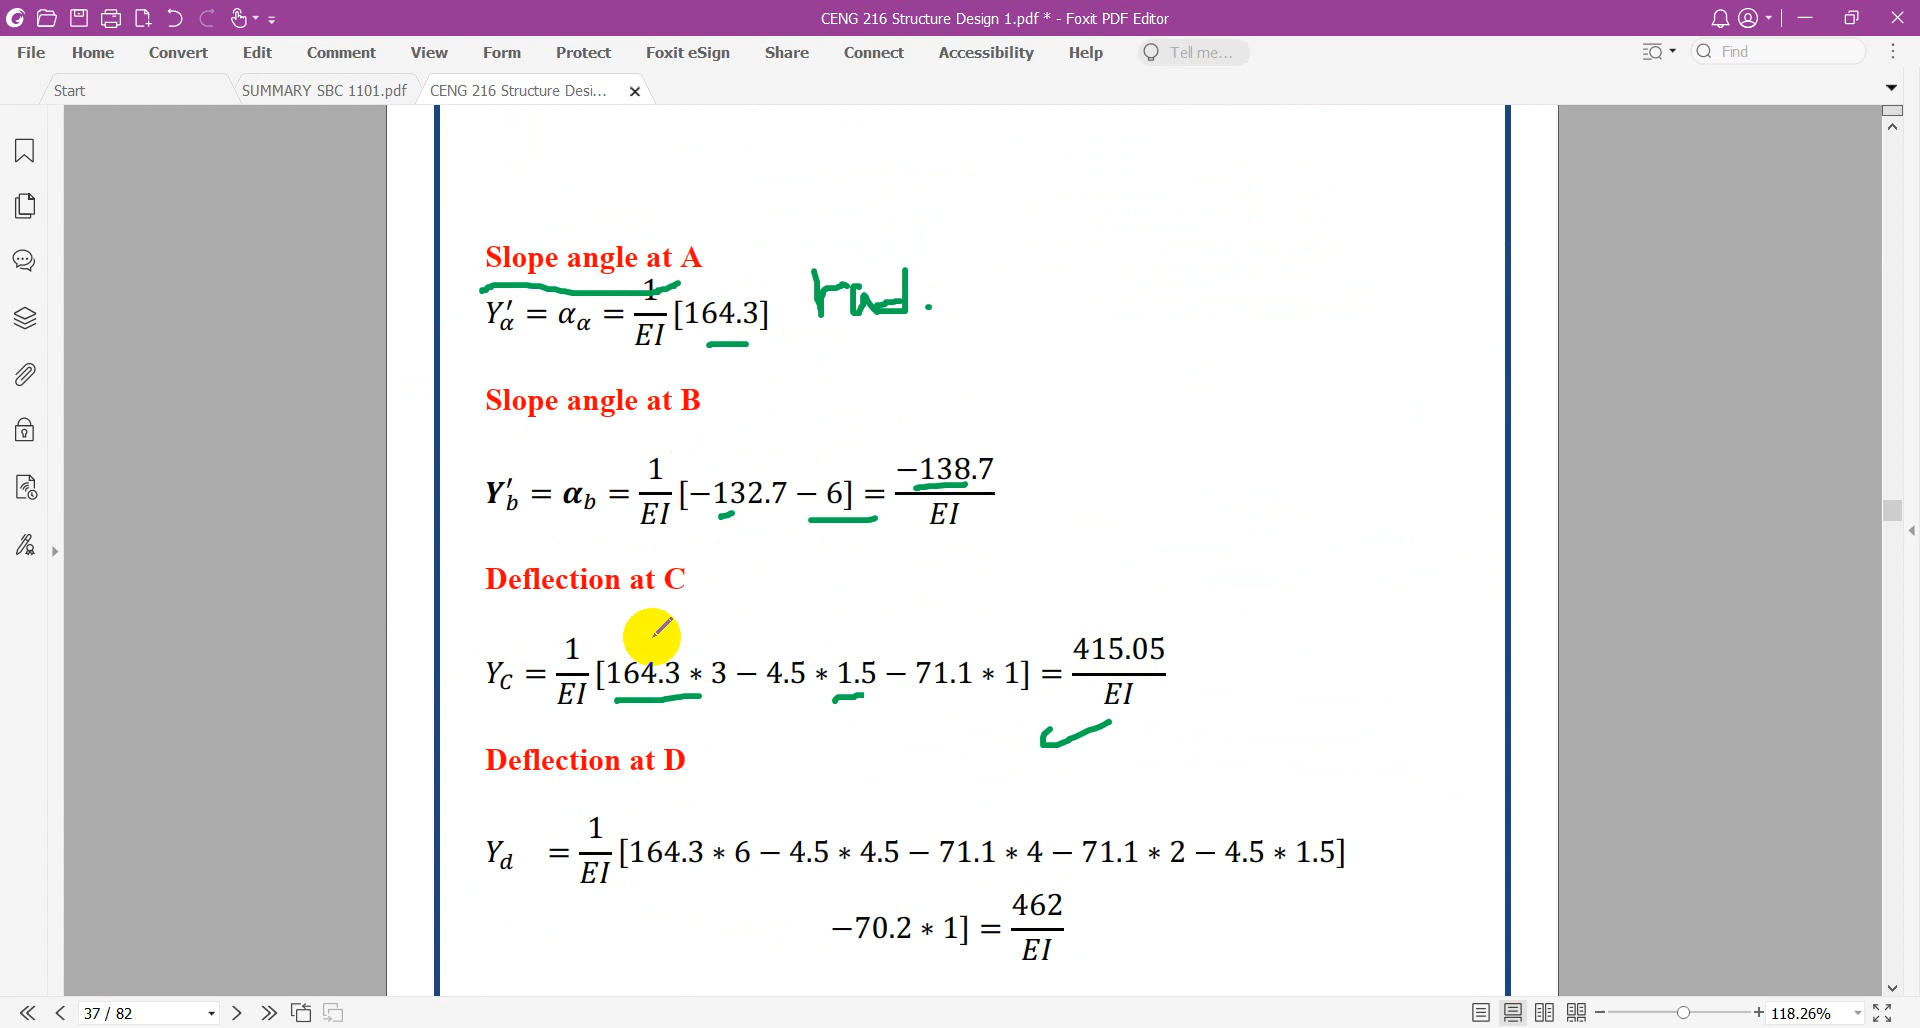 CENG 216 Structure Design 1.pdf * - Foxit PDF Editor
File Home Convert Edit Comment View Form Protect Foxit eSign Share Connect Accessibility Help Tell me... Find
Start SUMMARY SBC 1101.pdf CENG 216 Structure Desi...
Slope angle at A
Y′α = αα = 1/EI [164.3]
Slope angle at B
Y′b = αb = 1/EI [−132.7 − 6] = −138.7/EI
Deflection at C
YC = 1/EI [164.3 ∗ 3 − 4.5 ∗ 1.5 − 71.1 ∗ 1] = 415.05/EI
Deflection at D
Yd = 1/EI [164.3 ∗ 6 − 4.5 ∗ 4.5 − 71.1 ∗ 4 − 71.1 ∗ 2 − 4.5 ∗ 1.5]
−70.2 ∗ 1] = 462/EI
37 / 82 118.26%